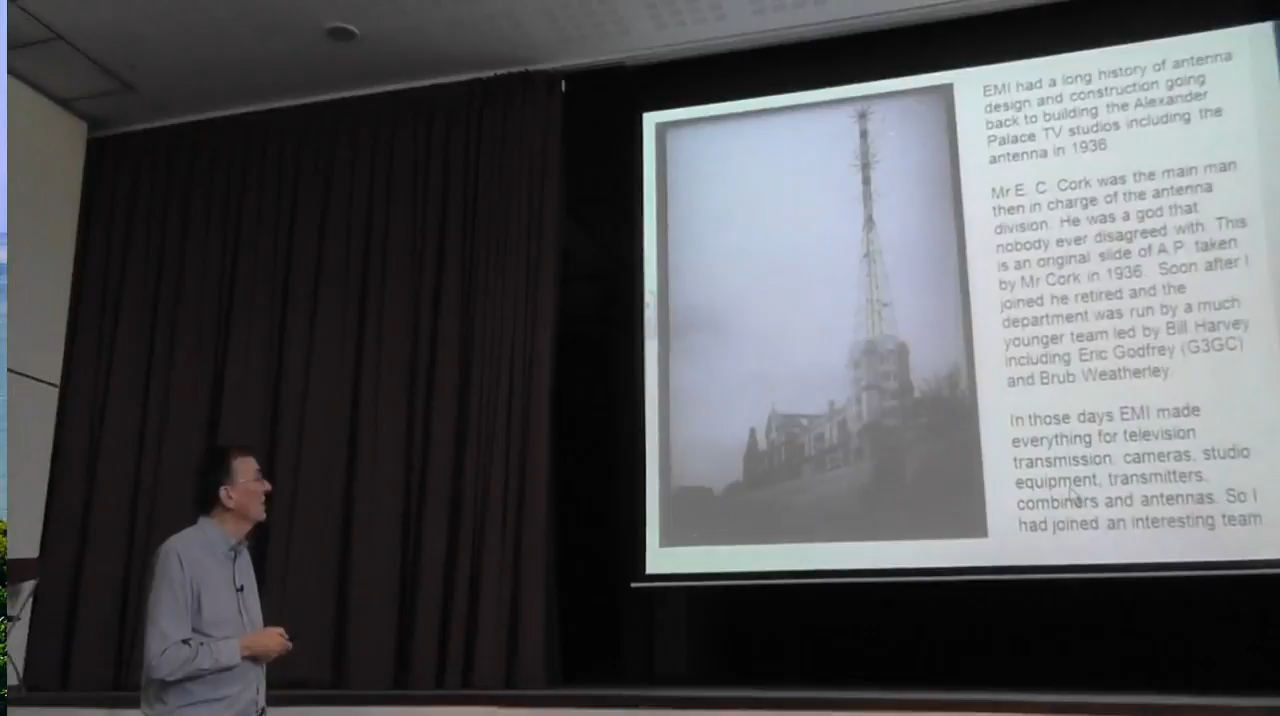 EMI had a long history of antenna
design and construction going
back to building the Alexander
Palace TV studios including the
antenna in 1936
Mr E. C. Cork was the main man
then in charge of the antenna
division. He was a god that
nobody ever disagreed with. This
is an original slide of A.P. taken
by Mr Cork in 1936. Soon after I
joined he retired and the
department was run by a much
younger team led by Bill Harvey
including Eric Godfrey (G3GC)
and Brub Weatherley
In those days EMI made
everything for television
transmission, cameras, studio
equipment, transmitters,
combiners and antennas. So I
had joined an interesting team